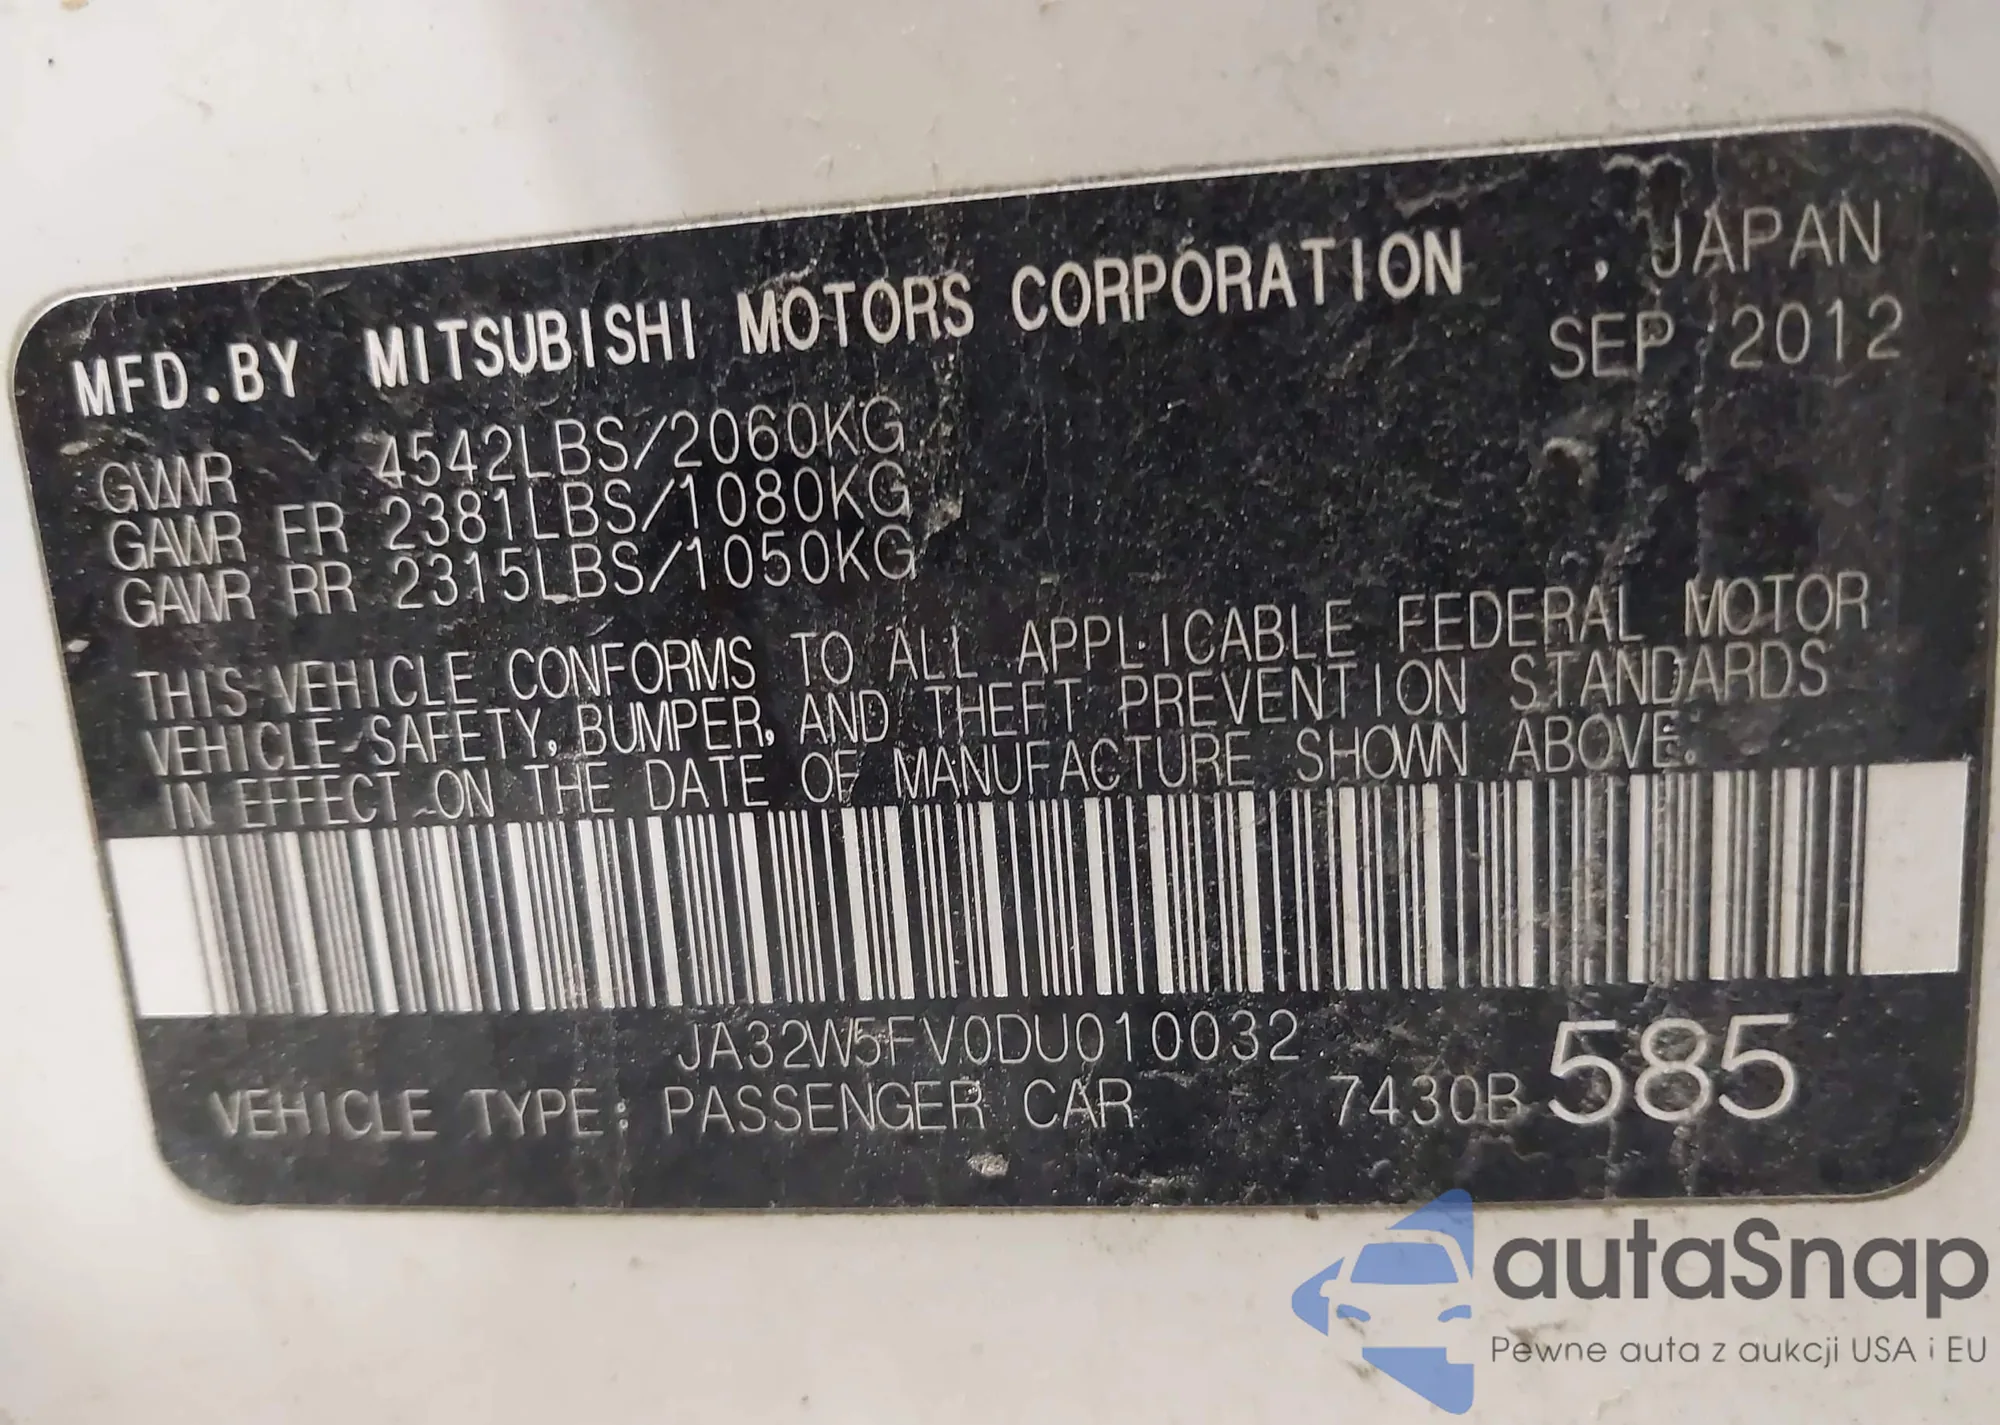 MFD.BY MITSUBISHI MOTORS CORPORATION , JAPAN
SEP 2012
GVWR 4542LBS/2060KG
GAWR FR 2381LBS/1080KG
GAWR RR 2315LBS/1050KG
THIS VEHICLE CONFORMS TO ALL APPLICABLE FEDERAL MOTOR
VEHICLE SAFETY, BUMPER, AND THEFT PREVENTION STANDARDS
IN EFFECT ON THE DATE OF MANUFACTURE SHOWN ABOVE.
JA32W5FV0DU010032
VEHICLE TYPE: PASSENGER CAR 7430B 585
autaSnap
Pewne auta z aukcji USA i EU